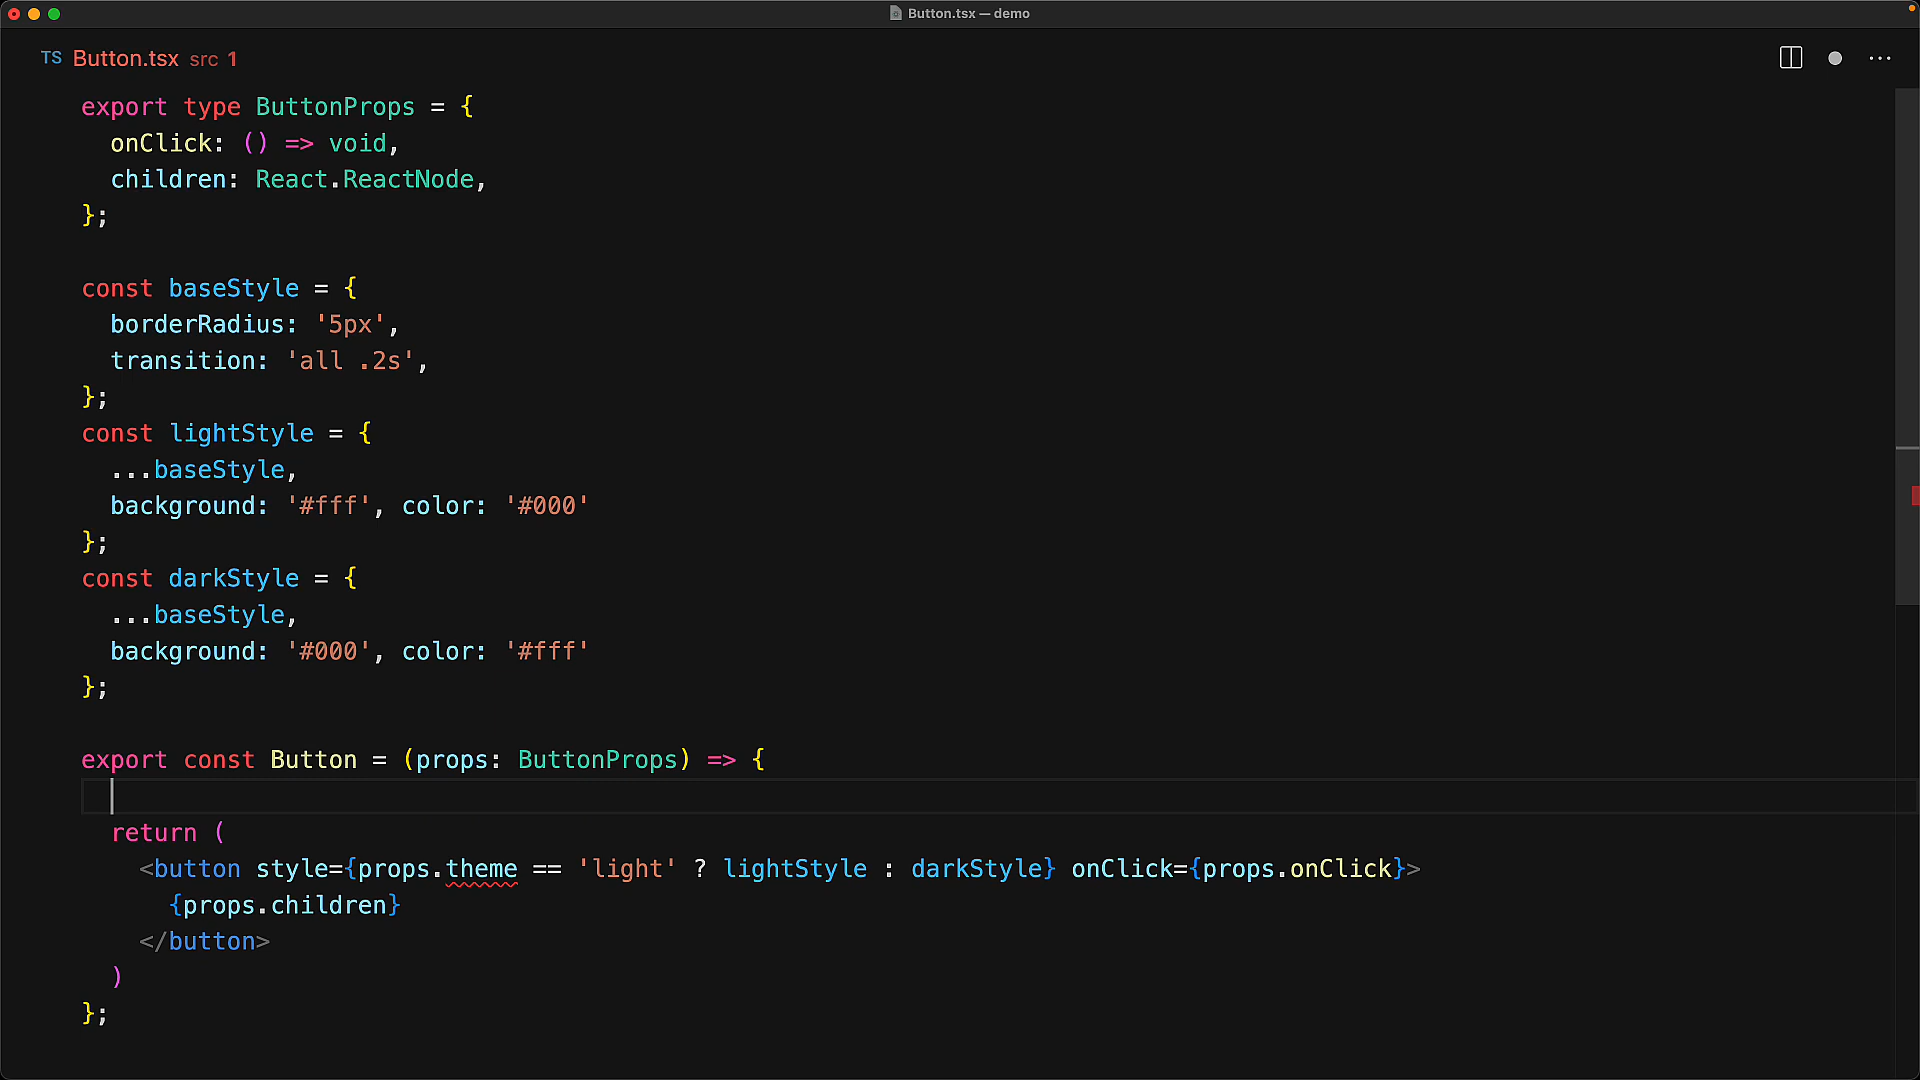 Button.tsx — demo
TS Button.tsx src 1
export type ButtonProps = {
  onClick: () => void,
  children: React.ReactNode,
};

const baseStyle = {
  borderRadius: '5px',
  transition: 'all .2s',
};
const lightStyle = {
  ...baseStyle,
  background: '#fff', color: '#000'
};
const darkStyle = {
  ...baseStyle,
  background: '#000', color: '#fff'
};

export const Button = (props: ButtonProps) => {

  return (
    <button style={props.theme == 'light' ? lightStyle : darkStyle} onClick={props.onClick}>
      {props.children}
    </button>
  )
};